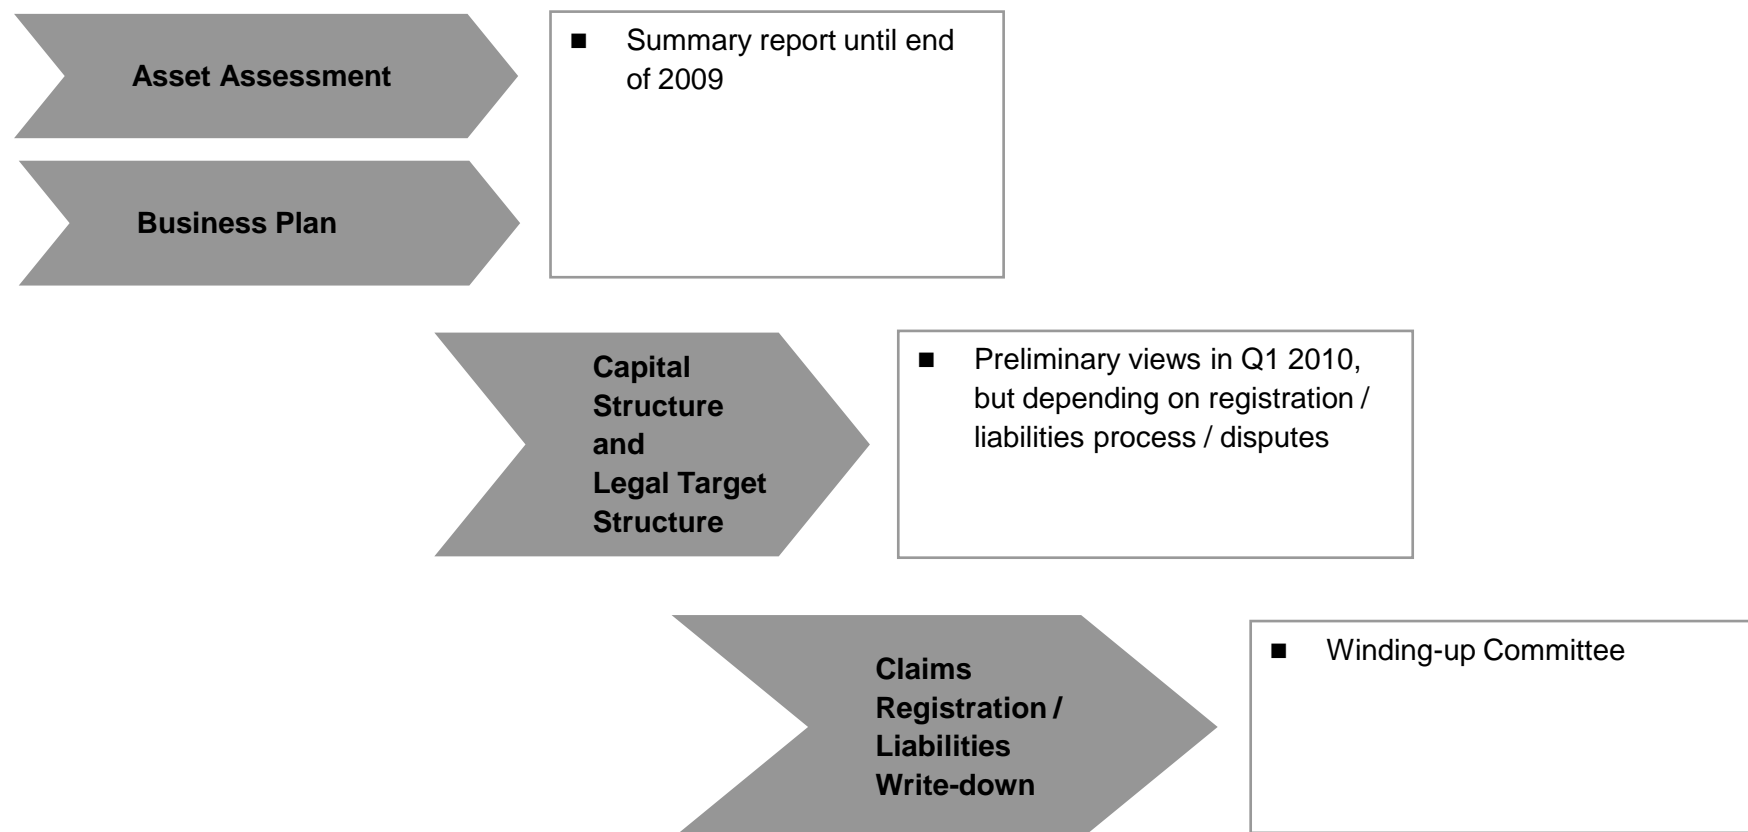 Asset Assessment
■ Summary report until end
of 2009
Business Plan
Capital
Structure
and
Legal Target
Structure
■ Preliminary views in Q1 2010,
but depending on registration /
liabilities process / disputes
Claims
Registration /
Liabilities
Write-down
■ Winding-up Committee